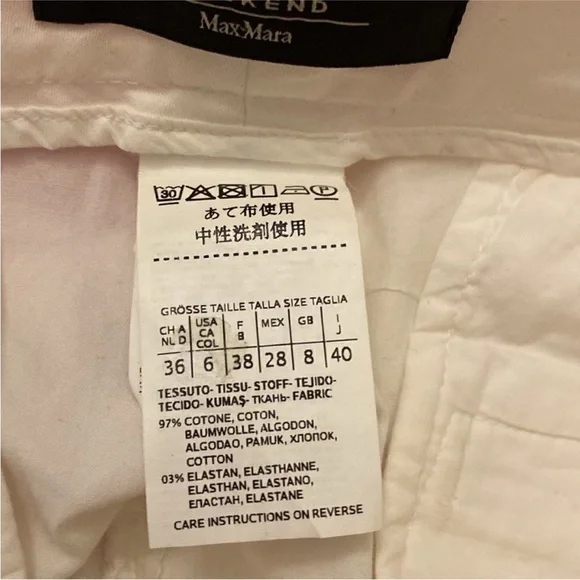 KEND
MaxMara
30 P
あて布使用
中性洗剤使用
GRÖSSE TAILLE TALLA SIZE TAGLIA
CH A NL D USA CA COL F B MEX GB I J
36 6 38 28 8 40
TESSUTO- TISSU- STOFF- TEJIDO-
TECIDO- KUMAŞ- ТКАНЬ- FABRIC
97% COTONE, COTON,
BAUMWOLLE, ALGODON,
ALGODAO, PAMUK, ХЛОПОК,
COTTON
03% ELASTAN, ELASTHANNE,
ELASTHAN, ELASTANO,
ЕПАСТАН, ELASTANE
CARE INSTRUCTIONS ON REVERSE